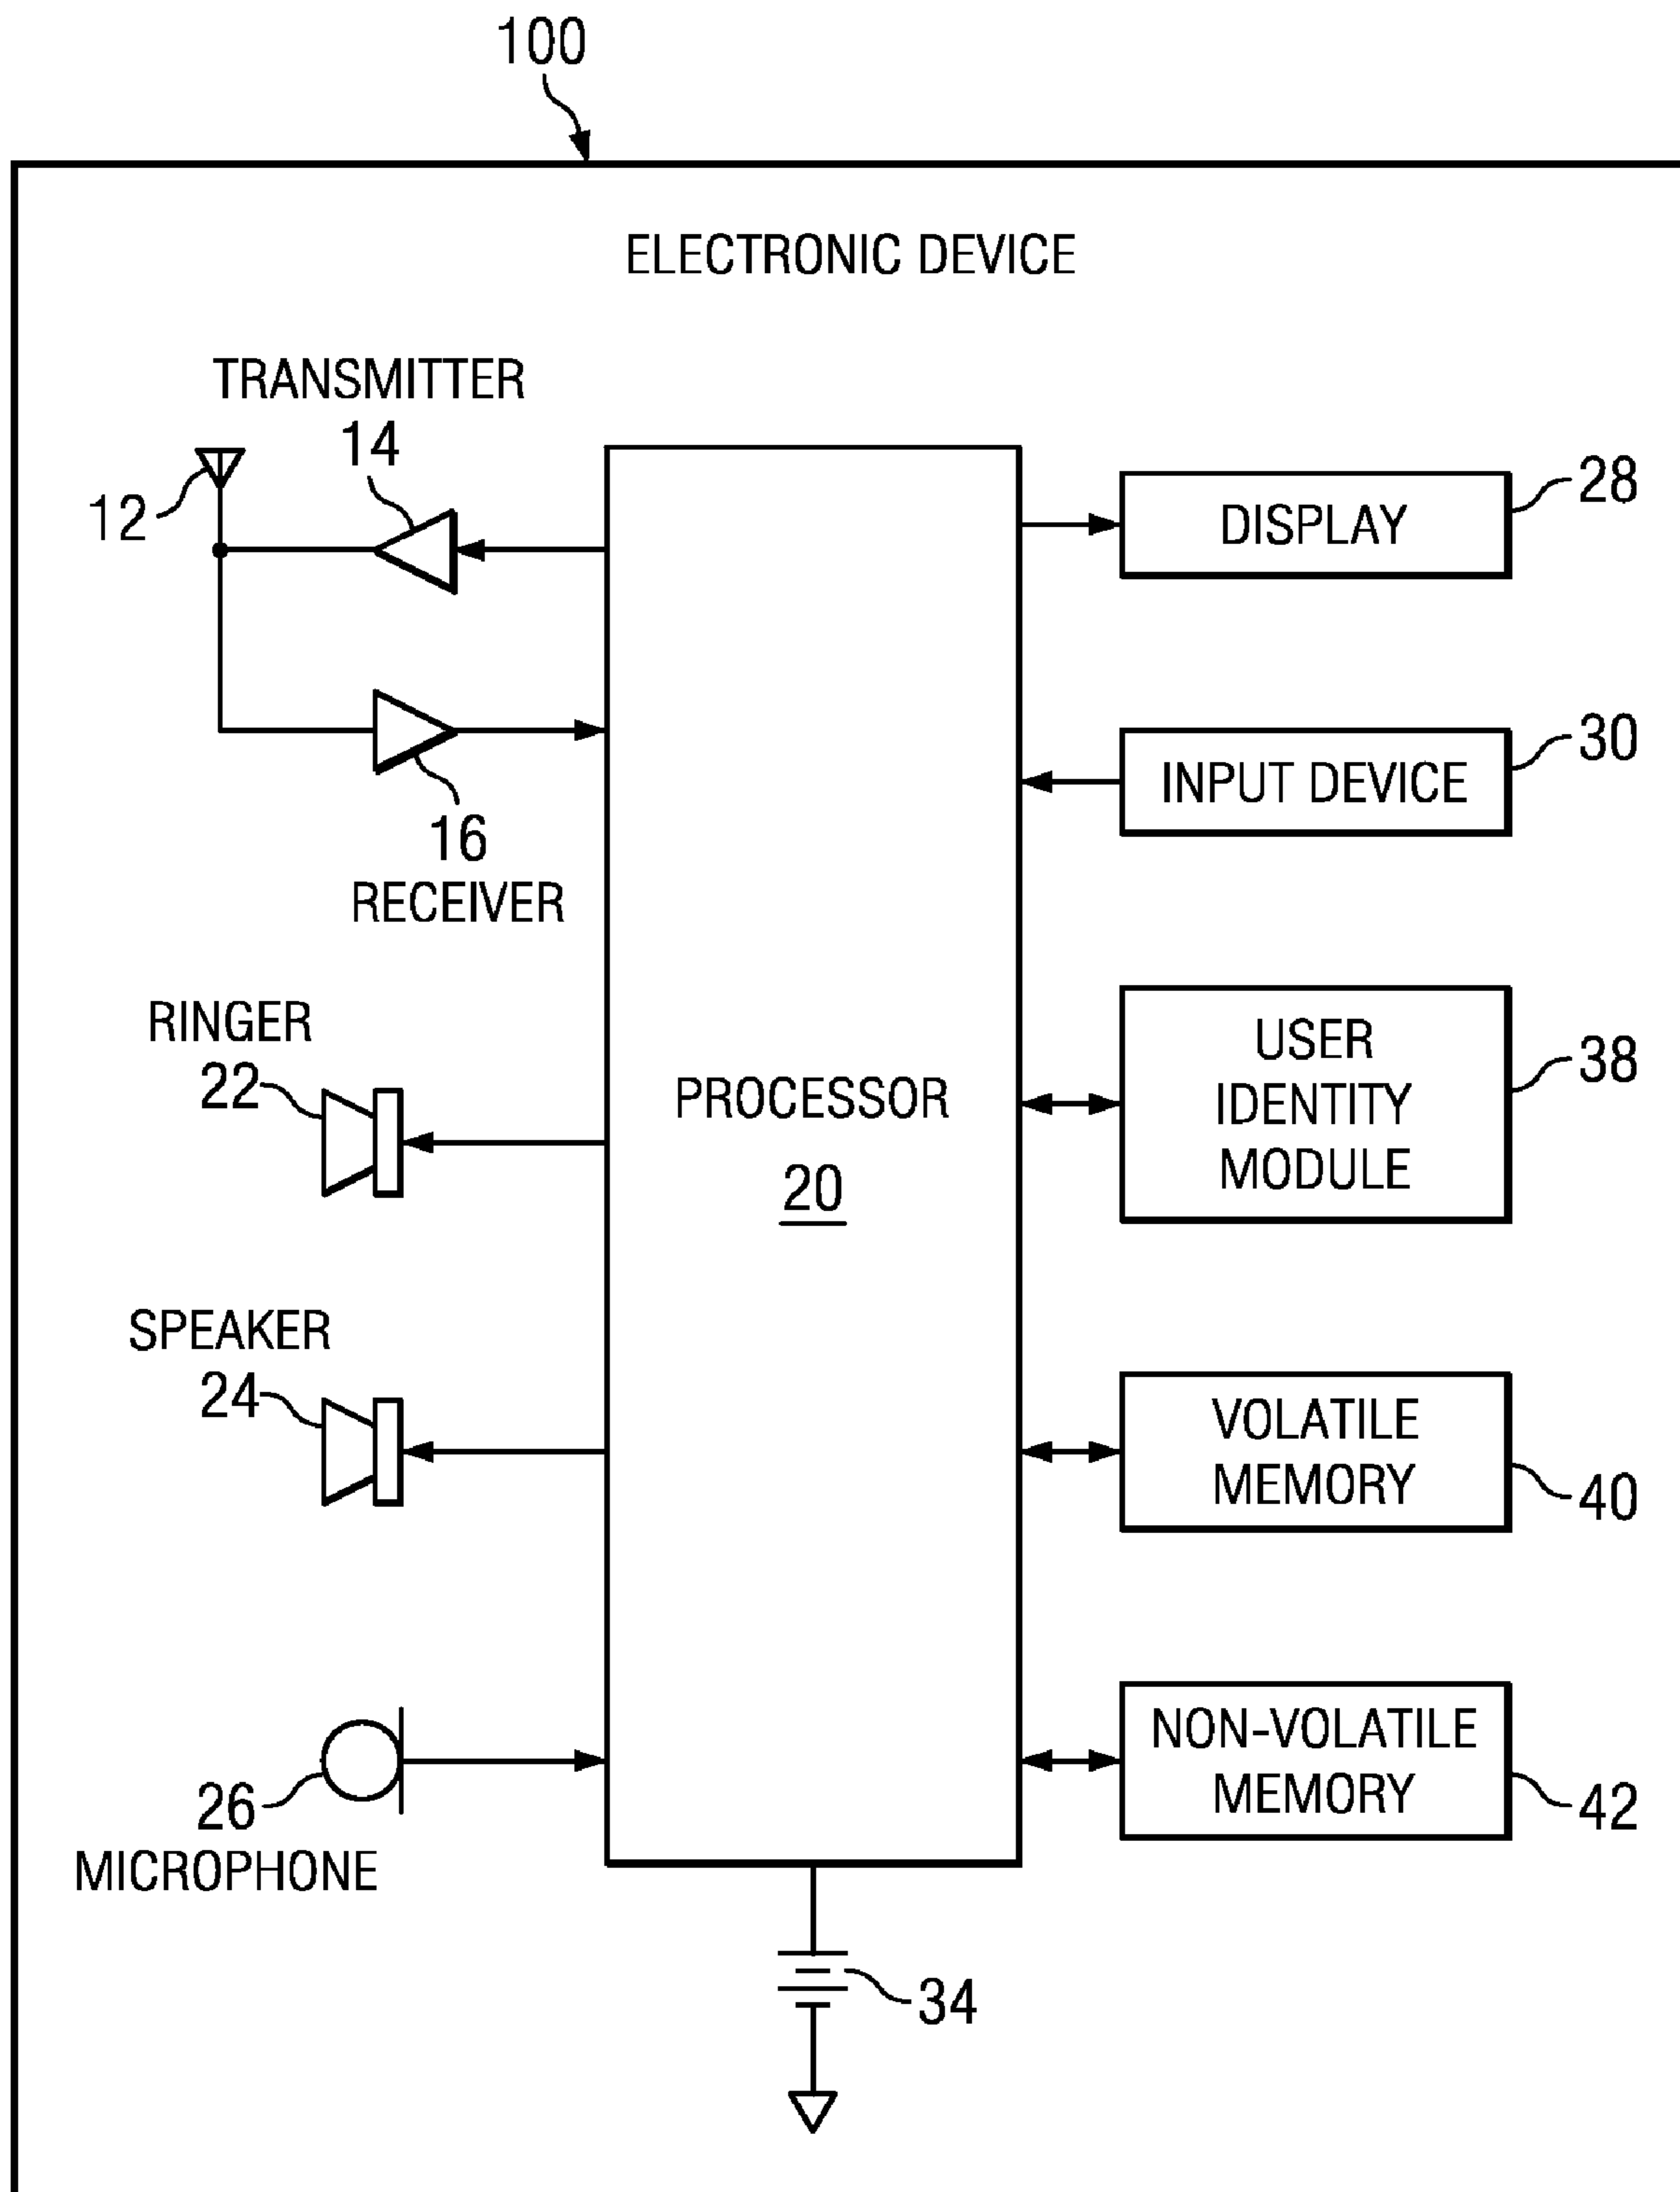 100
ELECTRONIC DEVICE
TRANSMITTER
14
12
16
RECEIVER
RINGER
22
SPEAKER
24
26
MICROPHONE
PROCESSOR
20
34
DISPLAY
28
INPUT DEVICE
30
USER
IDENTITY
MODULE
38
VOLATILE
MEMORY
40
NON-VOLATILE
MEMORY
42